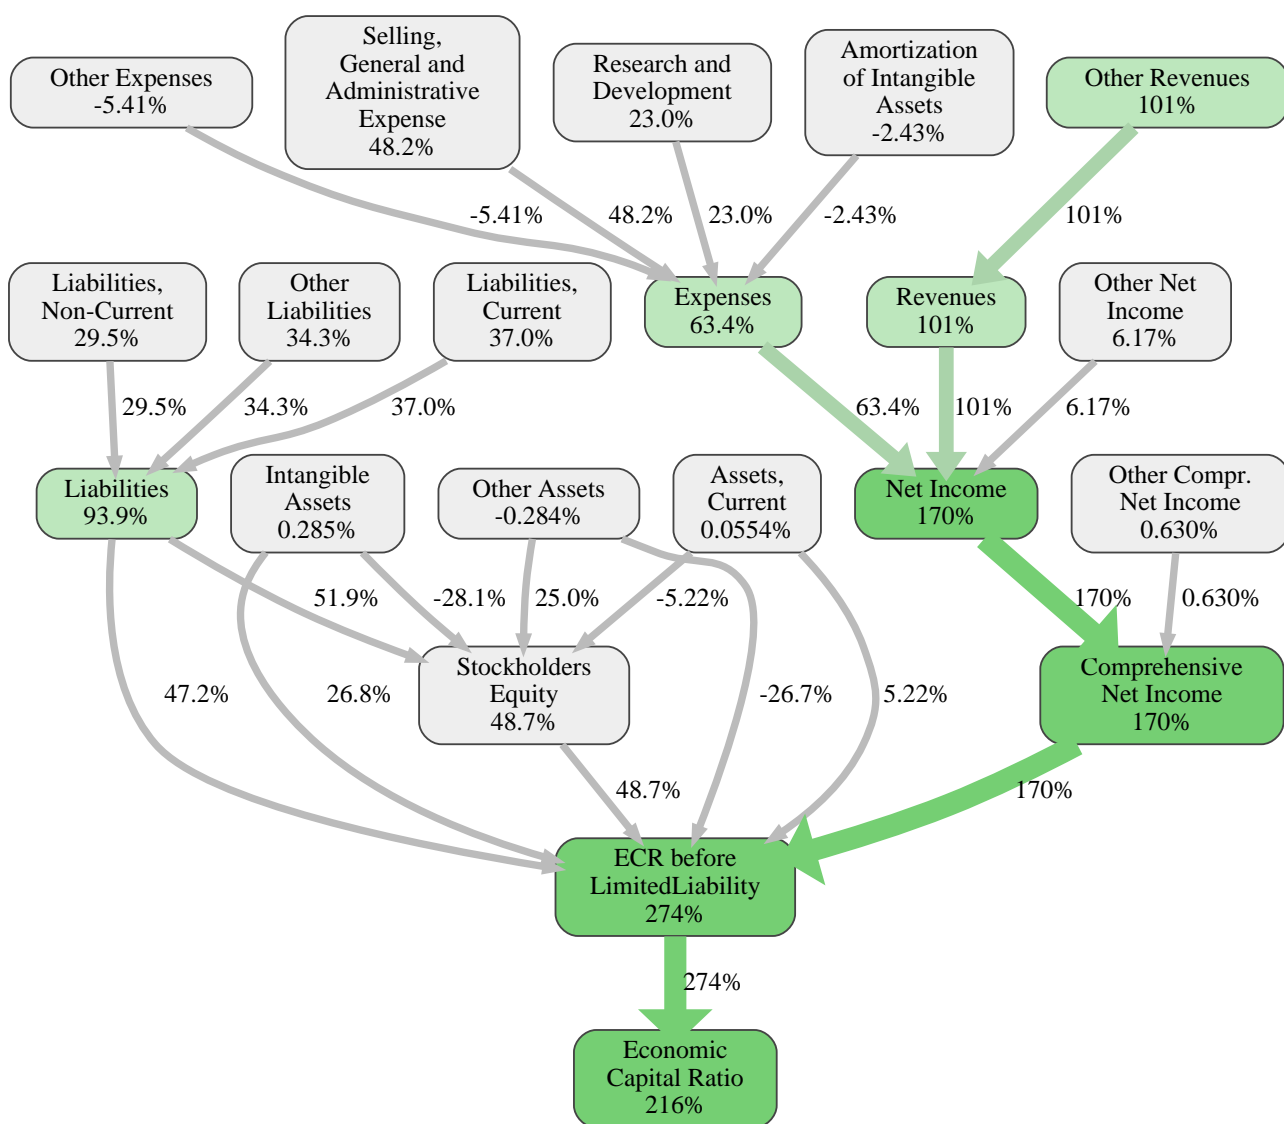 Other Expenses
-5.41%
Selling,
General and
Administrative
Expense
48.2%
Research and
Development
23.0%
Amortization
of Intangible
Assets
-2.43%
Other Revenues
101%
-5.41%
48.2%
23.0%
-2.43%
101%
Liabilities,
Non-Current
29.5%
Other
Liabilities
34.3%
Liabilities,
Current
37.0%
Expenses
63.4%
Revenues
101%
Other Net
Income
6.17%
29.5%
34.3%
37.0%
63.4%
101%
6.17%
Liabilities
93.9%
Intangible
Assets
0.285%
Other Assets
-0.284%
Assets,
Current
0.0554%
Net Income
170%
Other Compr.
Net Income
0.630%
51.9%
-28.1%
25.0%
-5.22%
170%
0.630%
47.2%
26.8%
Stockholders
Equity
48.7%
-26.7%
5.22%
Comprehensive
Net Income
170%
48.7%
170%
ECR before
LimitedLiability
274%
274%
Economic
Capital Ratio
216%